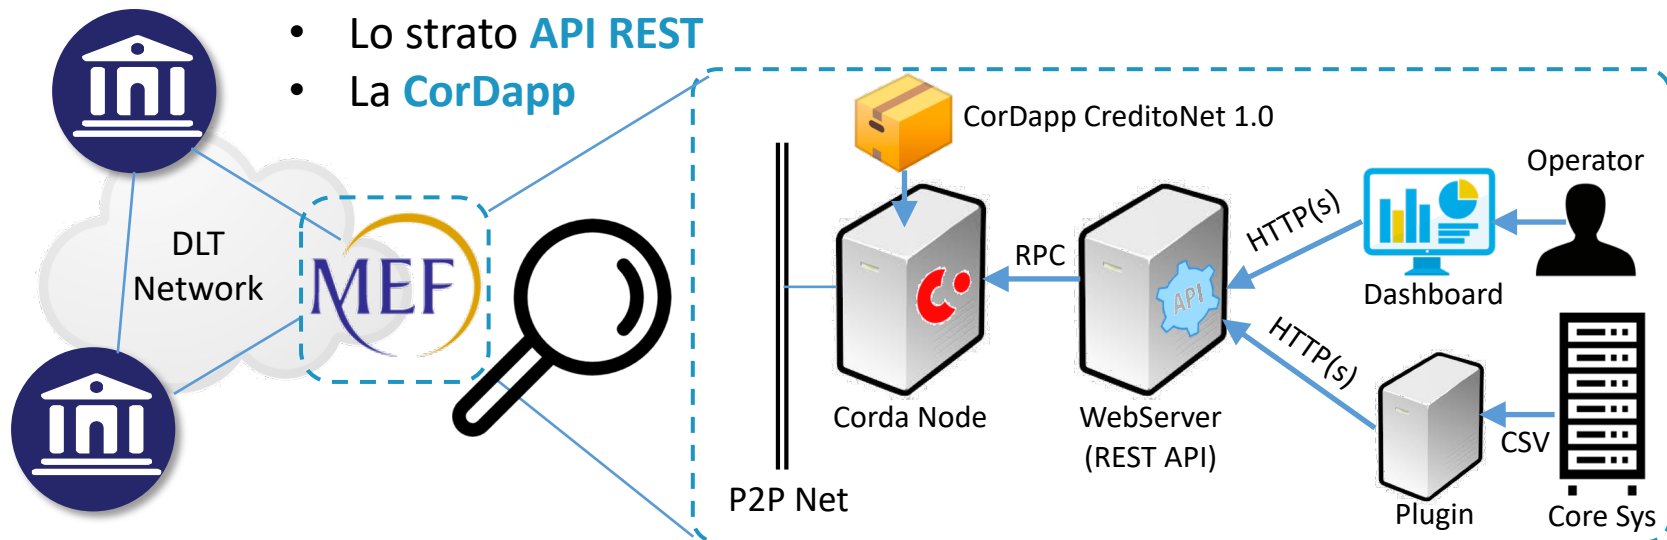 • Lo strato API REST
• La CorDapp
DLT
Network
MEF
CorDapp CreditoNet 1.0
Operator
HTTP(s)
RPC
API
Dashboard
HTTP(s)
Corda Node
WebServer
(REST API)
CSV
P2P Net
Plugin
Core Sys